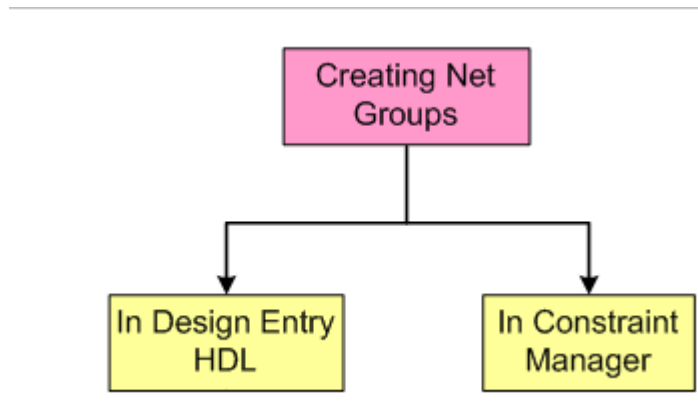 Creating Net
Groups
In Design Entry
HDL
In Constraint
Manager